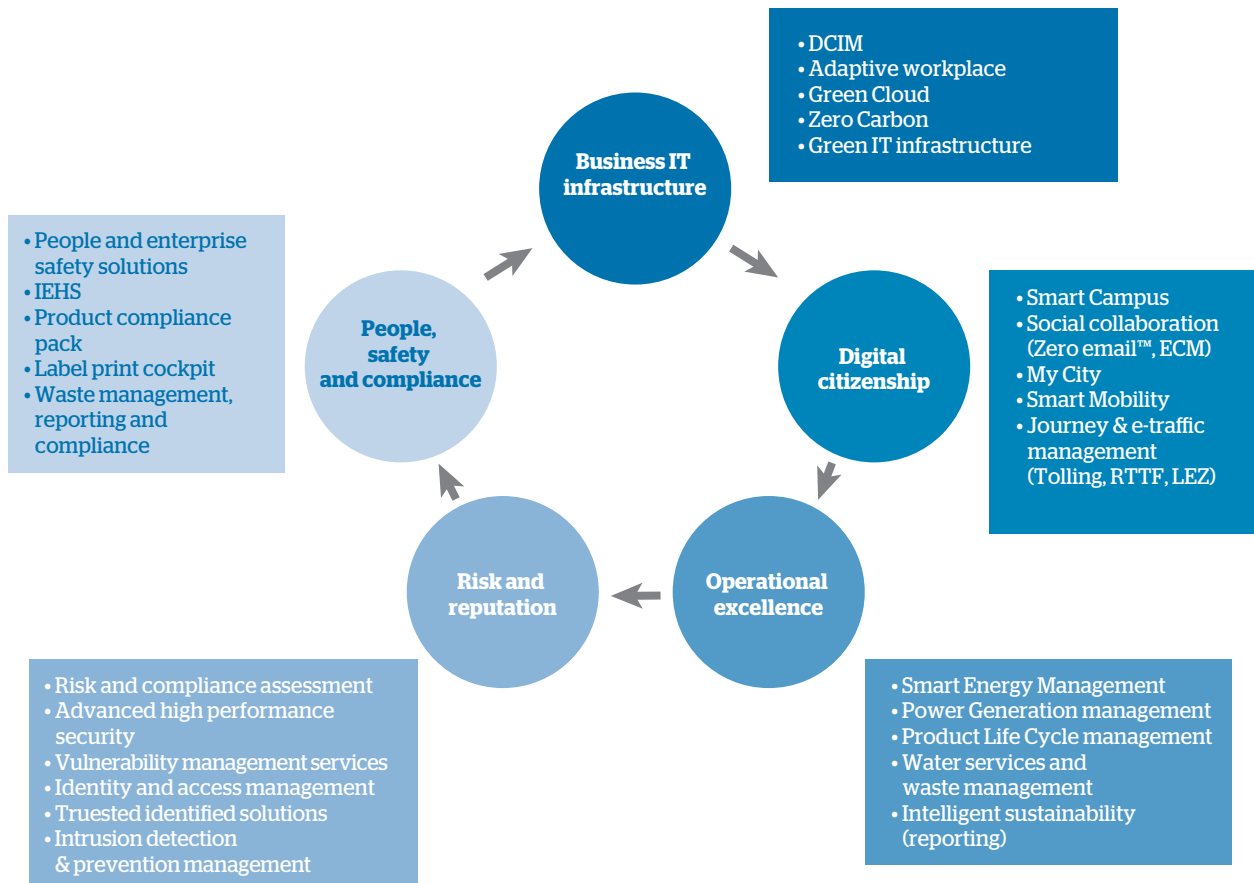 • DCIM
• Adaptive workplace
• Green Cloud
• Zero Carbon
• Green IT infrastructure
Business IT
infrastructure
• People and enterprise
safety solutions
• IEHS
• Product compliance
pack
• Label print cockpit
• Waste management,
reporting and
compliance
People,
safety
and compliance
Digital
citizenship
• Smart Campus
• Social collaboration
(Zero email™, ECM)
• My City
• Smart Mobility
• Journey & e-traffic
management
(Tolling, RTTF, LEZ)
Risk and
reputation
Operational
excellence
• Risk and compliance assessment
• Advanced high performance
security
• Vulnerability management services
• Identity and access management
• Truested identified solutions
• Intrusion detection
& prevention management
• Smart Energy Management
• Power Generation management
• Product Life Cycle management
• Water services and
waste management
• Intelligent sustainability
(reporting)